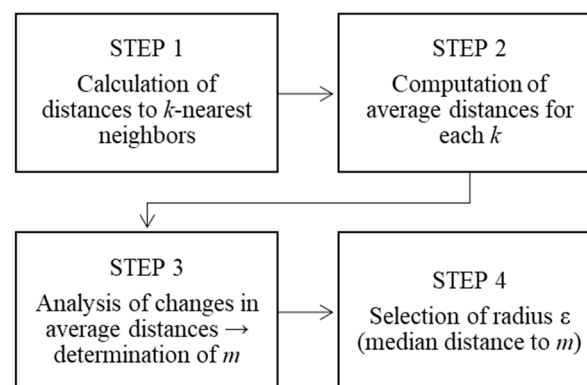 STEP 1
Calculation of
distances to k-nearest
neighbors
STEP 2
Computation of
average distances for
each k
STEP 3
Analysis of changes in
average distances →
determination of m
STEP 4
Selection of radius ε
(median distance to m)